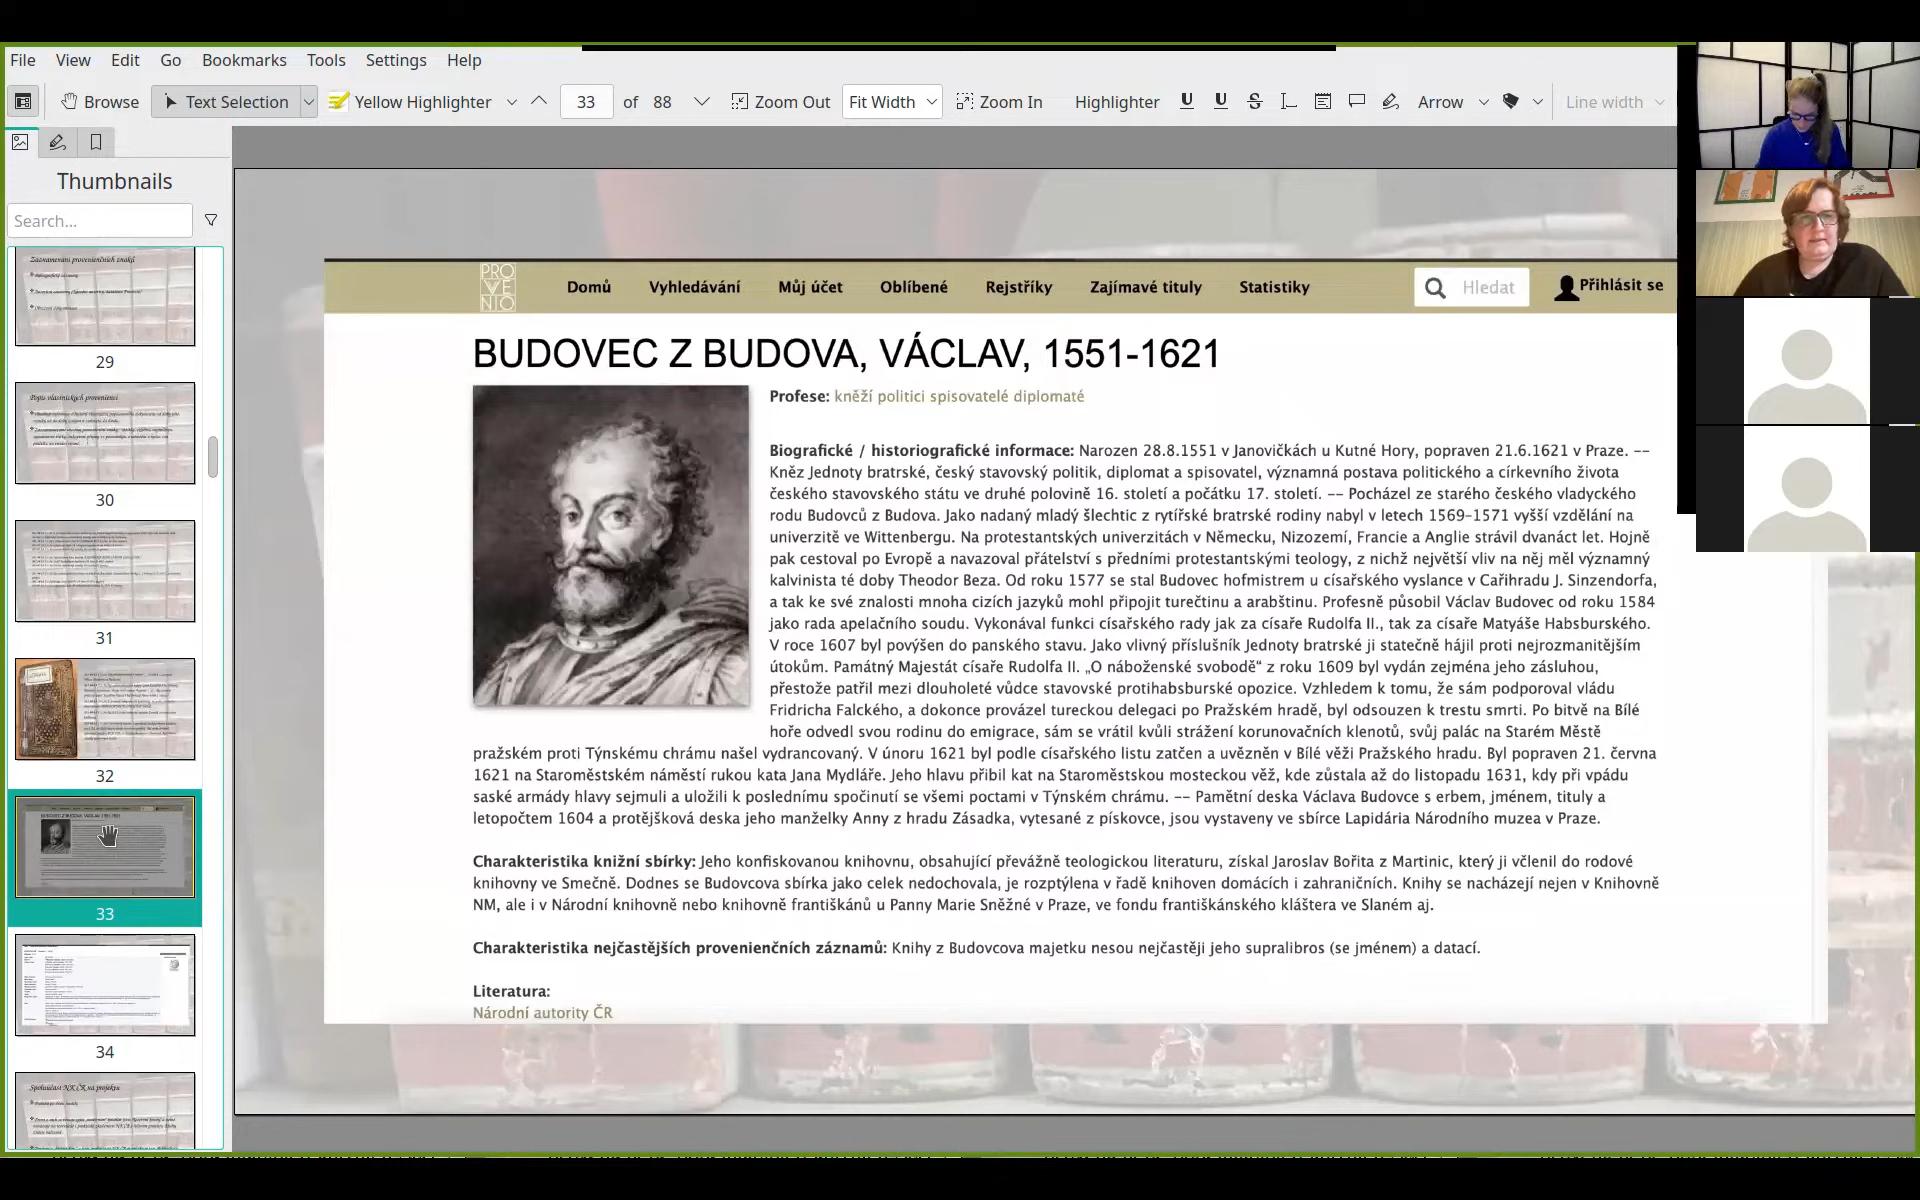 File View Edit Go Bookmarks Tools Settings Help
Browse Text Selection Yellow Highlighter 33 of 88 Zoom Out Fit Width Zoom In Highlighter Arrow Line width
Thumbnails
Search...
Zaznamenání provenienčních znaků
29
Popis vlastnických proveniencí
30
31
32
33
34
Spoluúčast NK ČR na projektu
PRO
VE
NIO
Domů Vyhledávání Můj účet Oblíbené Rejstříky Zajímavé tituly Statistiky Hledat Přihlásit se
BUDOVEC Z BUDOVA, VÁCLAV, 1551-1621
Profese: kněží politici spisovatelé diplomaté
Biografické / historiografické informace: Narozen 28.8.1551 v Janovičkách u Kutné Hory, popraven 21.6.1621 v Praze. --
Kněz Jednoty bratrské, český stavovský politik, diplomat a spisovatel, významná postava politického a církevního života
českého stavovského státu ve druhé polovině 16. století a počátku 17. století. -- Pocházel ze starého českého vladyckého
rodu Budovců z Budova. Jako nadaný mladý šlechtic z rytířské bratrské rodiny nabyl v letech 1569-1571 vyšší vzdělání na
univerzitě ve Wittenbergu. Na protestantských univerzitách v Německu, Nizozemí, Francie a Anglie strávil dvanáct let. Hojně
pak cestoval po Evropě a navazoval přátelství s předními protestantskými teology, z nichž největší vliv na něj měl významný
kalvinista té doby Theodor Beza. Od roku 1577 se stal Budovec hofmistrem u císařského vyslance v Cařihradu J. Sinzendorfa,
a tak ke své znalosti mnoha cizích jazyků mohl připojit turečtinu a arabštinu. Profesně působil Václav Budovec od roku 1584
jako rada apelačního soudu. Vykonával funkci císařského rady jak za císaře Rudolfa II., tak za císaře Matyáše Habsburského.
V roce 1607 byl povýšen do panského stavu. Jako vlivný příslušník Jednoty bratrské ji statečně hájil proti nejrozmanitějším
útokům. Památný Majestát císaře Rudolfa II. „O náboženské svobodě“ z roku 1609 byl vydán zejména jeho zásluhou,
přestože patřil mezi dlouholeté vůdce stavovské protihabsburské opozice. Vzhledem k tomu, že sám podporoval vládu
Fridricha Falckého, a dokonce provázel tureckou delegaci po Pražském hradě, byl odsouzen k trestu smrti. Po bitvě na Bílé
hoře odvedl svou rodinu do emigrace, sám se vrátil kvůli strážení korunovačních klenotů, svůj palác na Starém Městě
pražském proti Týnskému chrámu našel vydrancovaný. V únoru 1621 byl podle císařského listu zatčen a uvězněn v Bílé věži Pražského hradu. Byl popraven 21. června
1621 na Staroměstském náměstí rukou kata Jana Mydláře. Jeho hlavu přibil kat na Staroměstskou mosteckou věž, kde zůstala až do listopadu 1631, kdy při vpádu
saské armády hlavy sejmuli a uložili k poslednímu spočinutí se všemi poctami v Týnském chrámu. -- Pamětní deska Václava Budovce s erbem, jménem, tituly a
letopočtem 1604 a protějšková deska jeho manželky Anny z hradu Zásadka, vytesané z pískovce, jsou vystaveny ve sbírce Lapidária Národního muzea v Praze.
Charakteristika knižní sbírky: Jeho konfiskovanou knihovnu, obsahující převážně teologickou literaturu, získal Jaroslav Bořita z Martinic, který ji včlenil do rodové
knihovny ve Smečně. Dodnes se Budovcova sbírka jako celek nedochovala, je rozptýlena v řadě knihoven domácích i zahraničních. Knihy se nacházejí nejen v Knihovně
NM, ale i v Národní knihovně nebo knihovně františkánů u Panny Marie Sněžné v Praze, ve fondu františkánského kláštera ve Slaném aj.
Charakteristika nejčastějších provenienčních záznamů: Knihy z Budovcova majetku nesou nejčastěji jeho supralibros (se jménem) a datací.
Literatura:
Národní autority ČR